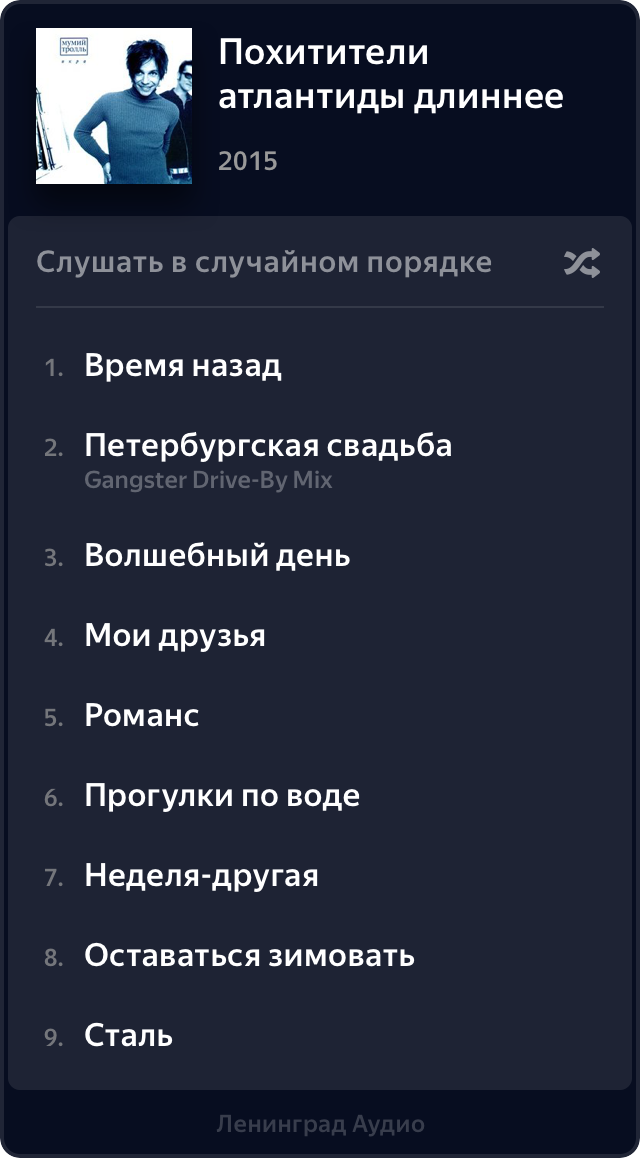 мумий
тролль
икра
Похитители
атлантиды длиннее
2015
Слушать в случайном порядке
1. Время назад
2. Петербургская свадьба
Gangster Drive-By Mix
3. Волшебный день
4. Мои друзья
5. Романс
6. Прогулки по воде
7. Неделя-другая
8. Оставаться зимовать
9. Сталь
Ленинград Аудио